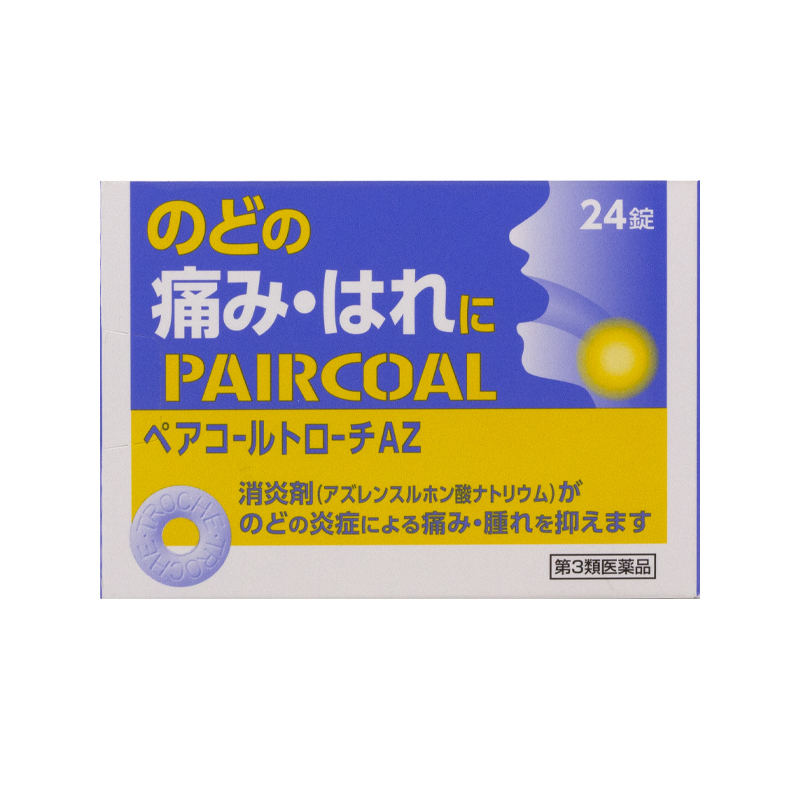 のどの
痛み・はれに
24錠
PAIRCOAL
ペアコールトローチAZ
消炎剤(アズレンスルホン酸ナトリウム)が
のどの炎症による痛み・腫れを抑えます
TROCHE・TROCHE・
第3類医薬品